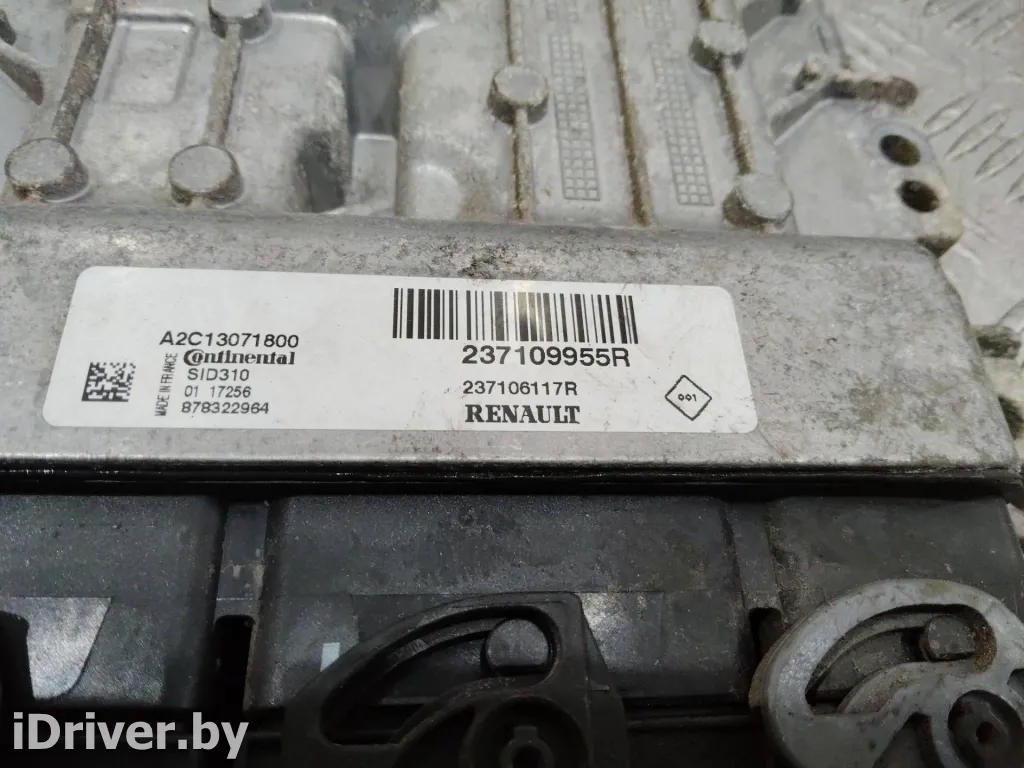 A2C13071800
Continental
SID310
01 17256
878322964
MADE IN FRANCE
237109955R
237106117R
RENAULT
001
iDriver.by